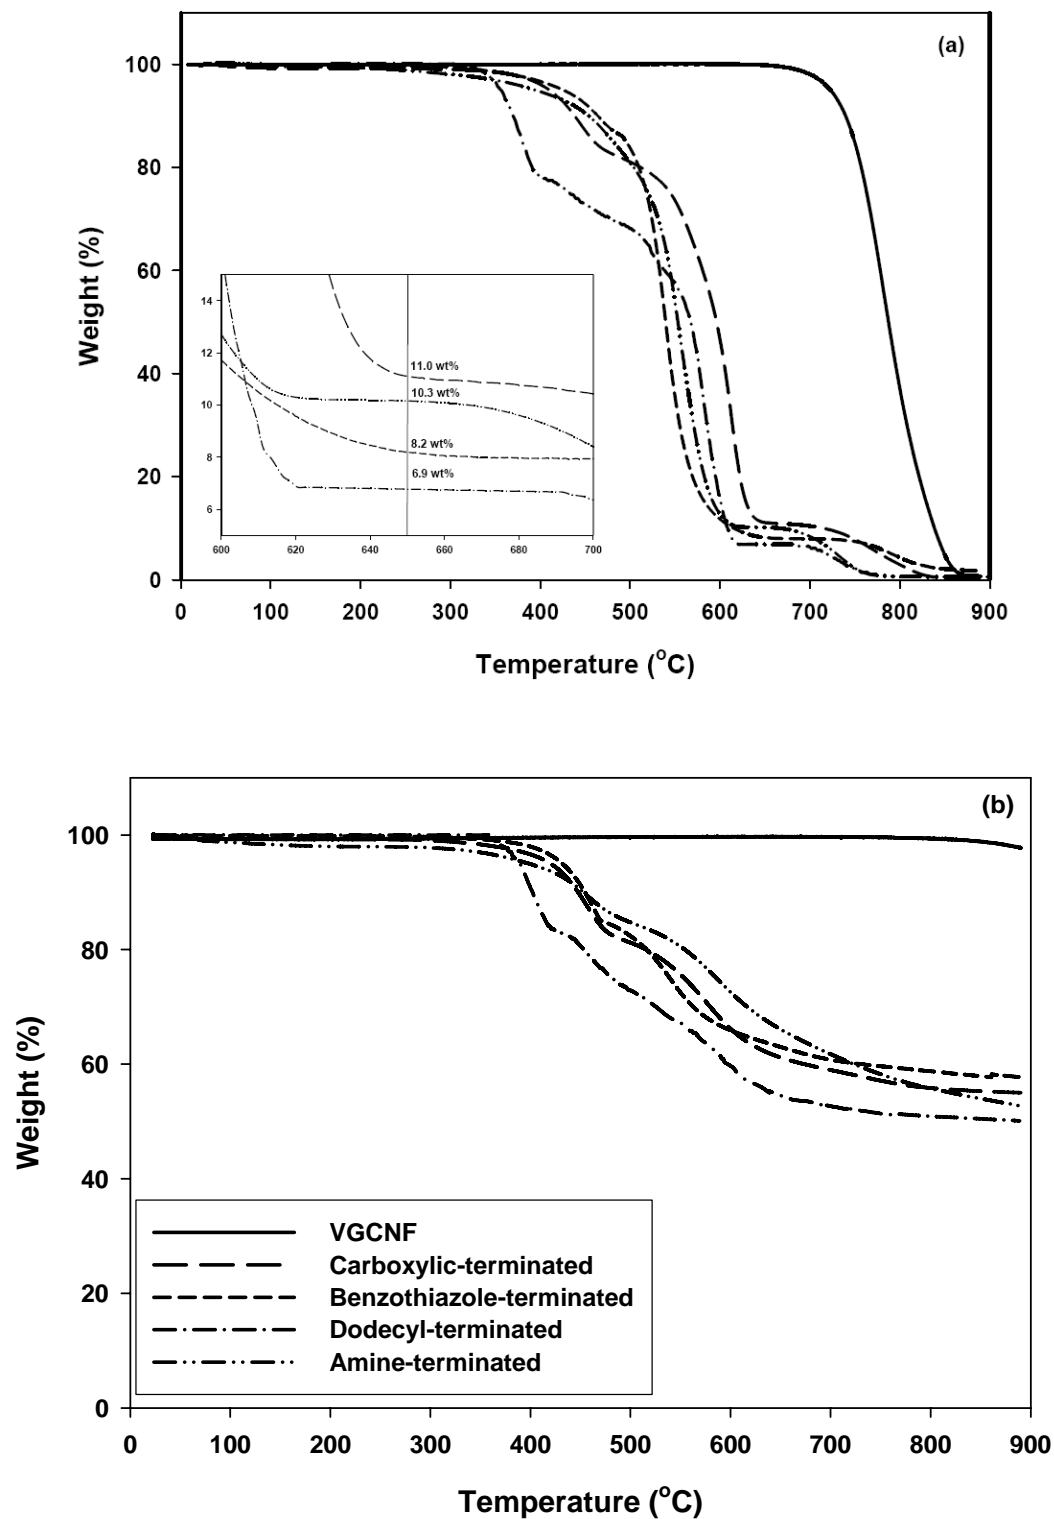 (a)
100
80
60
40
20
0
Weight (%)
14
12
10
8
6
11.0 wt%
10.3 wt%
8.2 wt%
6.9 wt%
600 620 640 660 680 700
0 100 200 300 400 500 600 700 800 900
Temperature (°C)
(b)
100
80
60
40
20
0
Weight (%)
VGCNF
Carboxylic-terminated
Benzothiazole-terminated
Dodecyl-terminated
Amine-terminated
0 100 200 300 400 500 600 700 800 900
Temperature (°C)